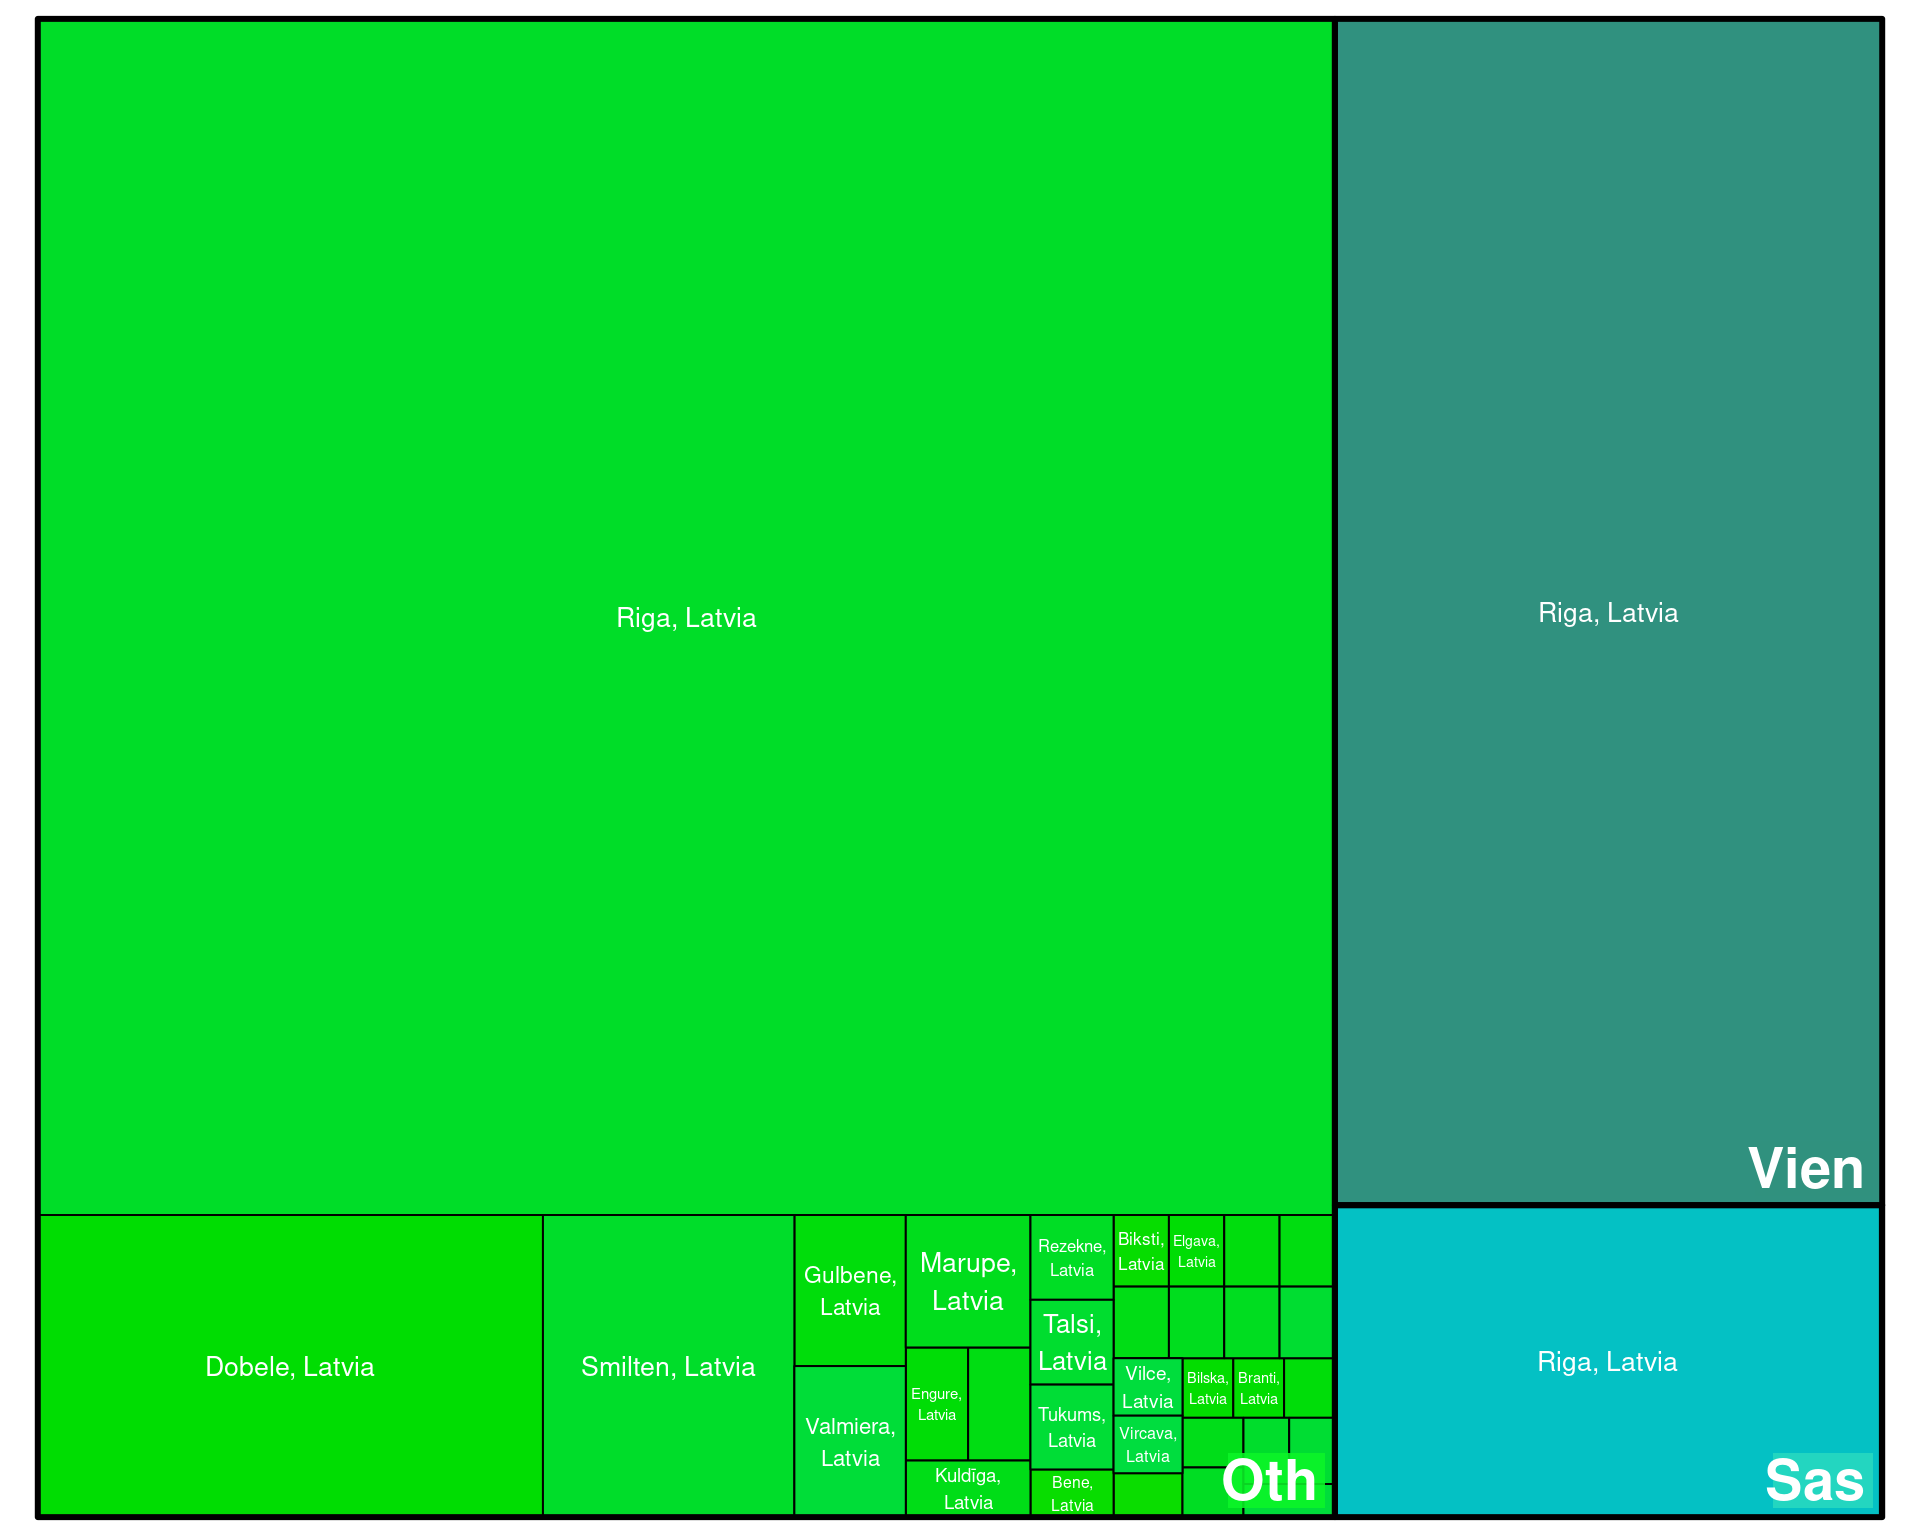 Riga, Latvia
Riga, Latvia
Vien
Dobele, Latvia
Smilten, Latvia
Gulbene,
Latvia
Valmiera,
Latvia
Marupe,
Latvia
Engure,
Latvia
Kuldīga,
Latvia
Rezekne,
Latvia
Talsi,
Latvia
Tukums,
Latvia
Bene,
Latvia
Biksti,
Latvia
Elgava,
Latvia
Vilce,
Latvia
Vircava,
Latvia
Bilska,
Latvia
Branti,
Latvia
Oth
Riga, Latvia
Sas